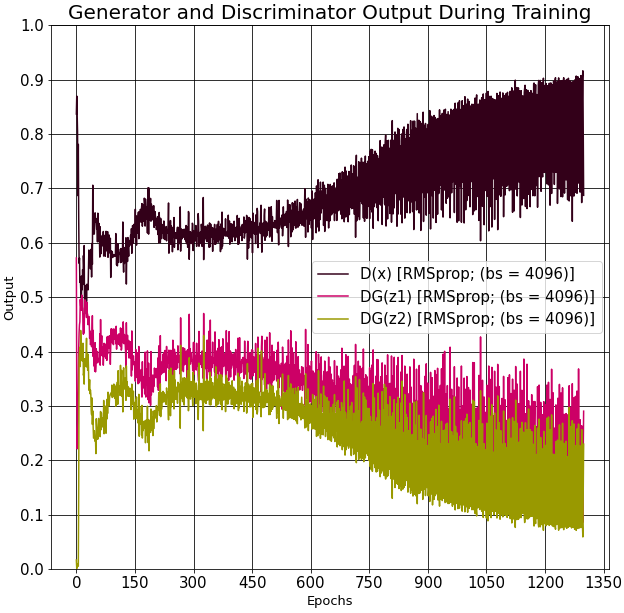 Generator and Discriminator Output During Training
1.0
0.9
0.8
0.7
0.6
0.5
0.4
0.3
0.2
0.1
0.0
Output
D(x) [RMSprop; (bs = 4096)]
DG(z1) [RMSprop; (bs = 4096)]
DG(z2) [RMSprop; (bs = 4096)]
0 150 300 450 600 750 900 1050 1200 1350
Epochs